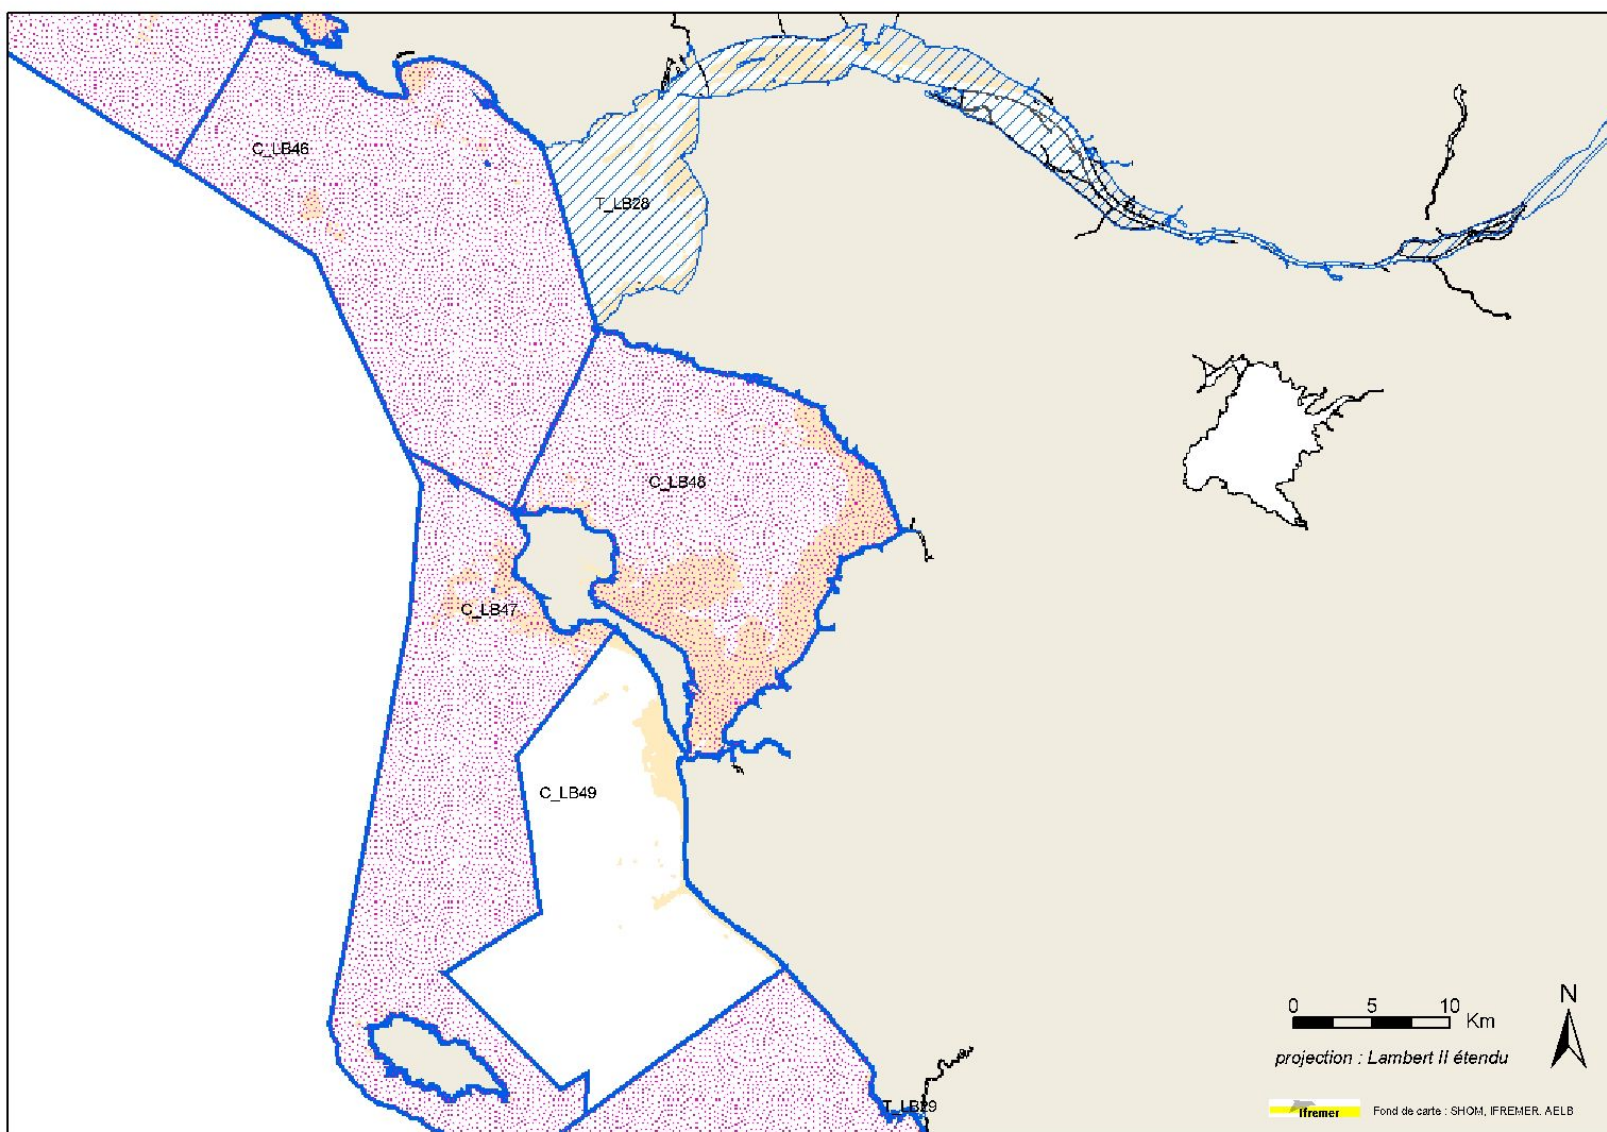 C_LB46
T_LB28
C_LB48
C_LB47
C_LB49
0 5 10 Km
N
projection : Lambert II étendu
T_LB29
Ifremer
Fond de carte : SHOM, IFREMER. AELB